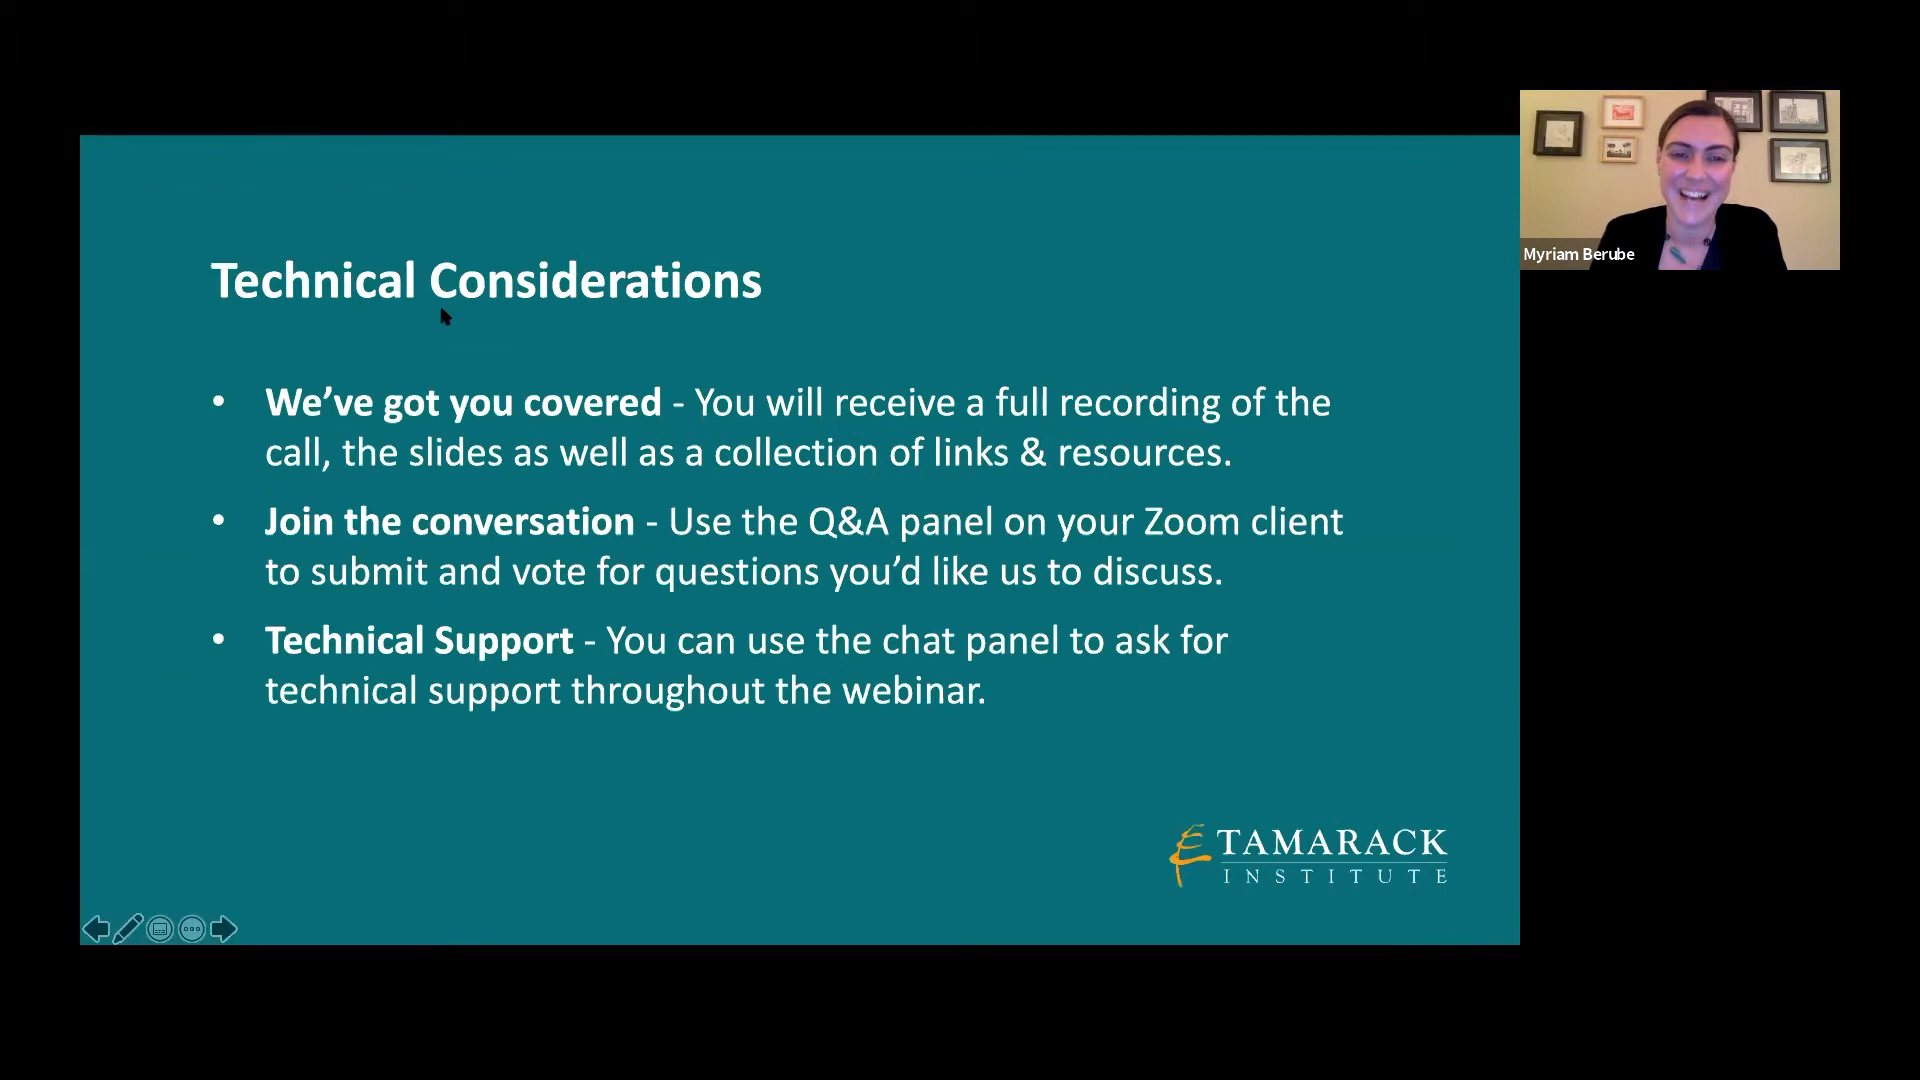 Technical Considerations
• We’ve got you covered - You will receive a full recording of the
call, the slides as well as a collection of links & resources.
• Join the conversation - Use the Q&A panel on your Zoom client
to submit and vote for questions you’d like us to discuss.
• Technical Support - You can use the chat panel to ask for
technical support throughout the webinar.
TAMARACK
INSTITUTE
Myriam Berube